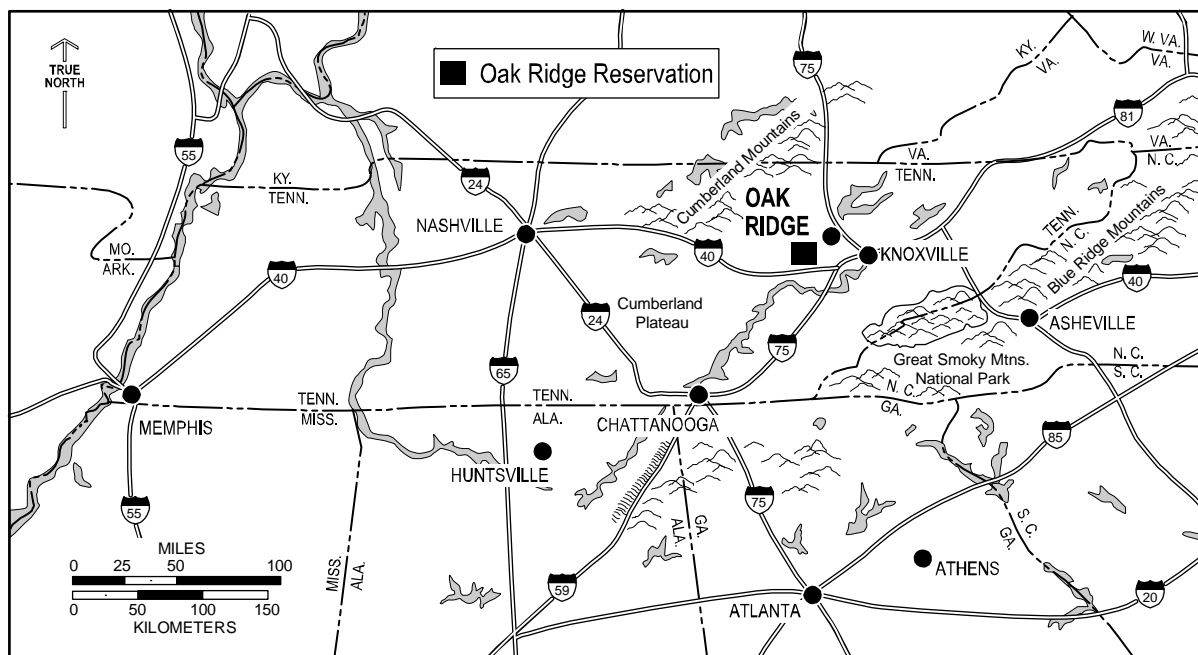 TRUE
NORTH
Oak Ridge Reservation
KY.
VA.
W. VA.
VA.
75
81
55
24
KY.
TENN.
Cumberland Mountains
VA.
TENN.
VA.
N. C.
OAK
RIDGE
NASHVILLE
MO.
ARK.
40
40
KNOXVILLE
TENN.
N. C.
Blue Ridge Mountains
40
24
Cumberland
Plateau
75
ASHEVILLE
65
Great Smoky Mtns.
National Park
N. C.
S. C.
TENN.
MISS.
TENN.
ALA.
N. C.
GA.
MEMPHIS
CHATTANOOGA
85
HUNTSVILLE
55
75
GA.
ALA.
S. C.
GA.
MILES
0 25 50 100
0 50 100 150
KILOMETERS
MISS.
ALA.
59
ATHENS
ATLANTA
20